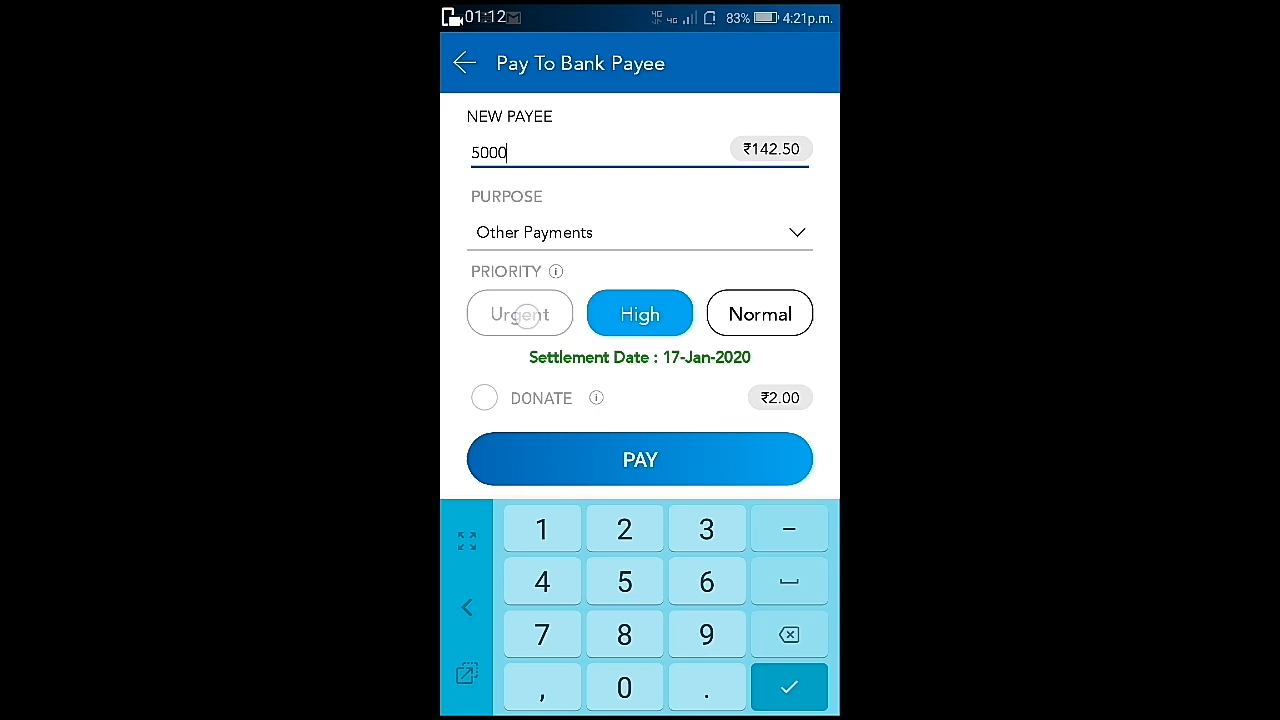 01:12 4G 4G 83% 4:21p.m.
Pay To Bank Payee
NEW PAYEE
5000 ₹142.50
PURPOSE
Other Payments
PRIORITY
Urgent High Normal
Settlement Date : 17-Jan-2020
DONATE ₹2.00
PAY
1 2 3 –
4 5 6
7 8 9
, 0 .